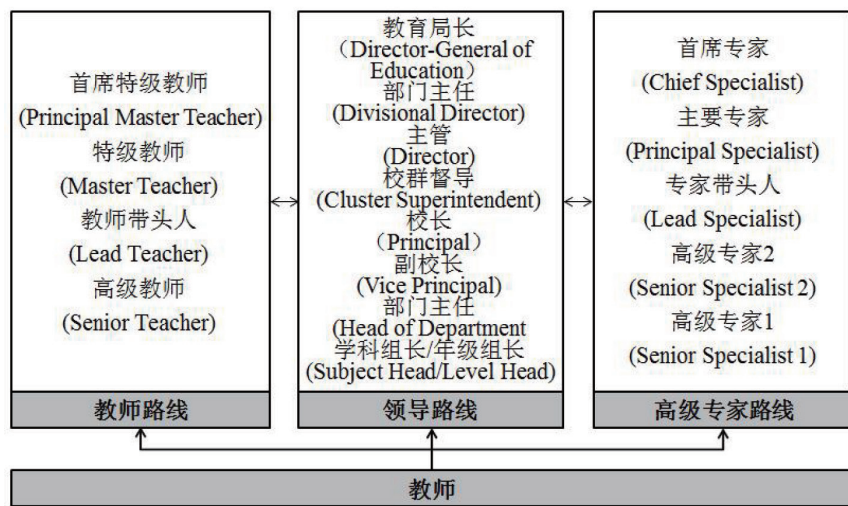 首席特级教师
(Principal Master Teacher)
特级教师
(Master Teacher)
教师带头人
(Lead Teacher)
高级教师
(Senior Teacher)
教师路线
教育局长
（Director-General of
Education）
部门主任
(Divisional Director)
主管
(Director)
校群督导
(Cluster Superintendent)
校长
（Principal）
副校长
(Vice Principal)
部门主任
(Head of Department
学科组长/年级组长
(Subject Head/Level Head)
领导路线
首席专家
(Chief Specialist)
主要专家
(Principal Specialist)
专家带头人
(Lead Specialist)
高级专家2
(Senior Specialist 2)
高级专家1
(Senior Specialist 1)
高级专家路线
教师